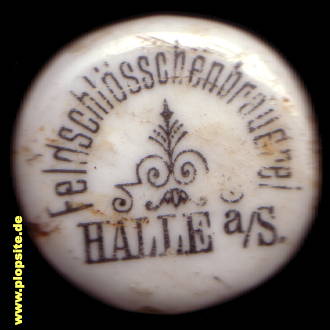 Feldschlösschenbrauerei
HALLE a/S.
www.plopsite.de